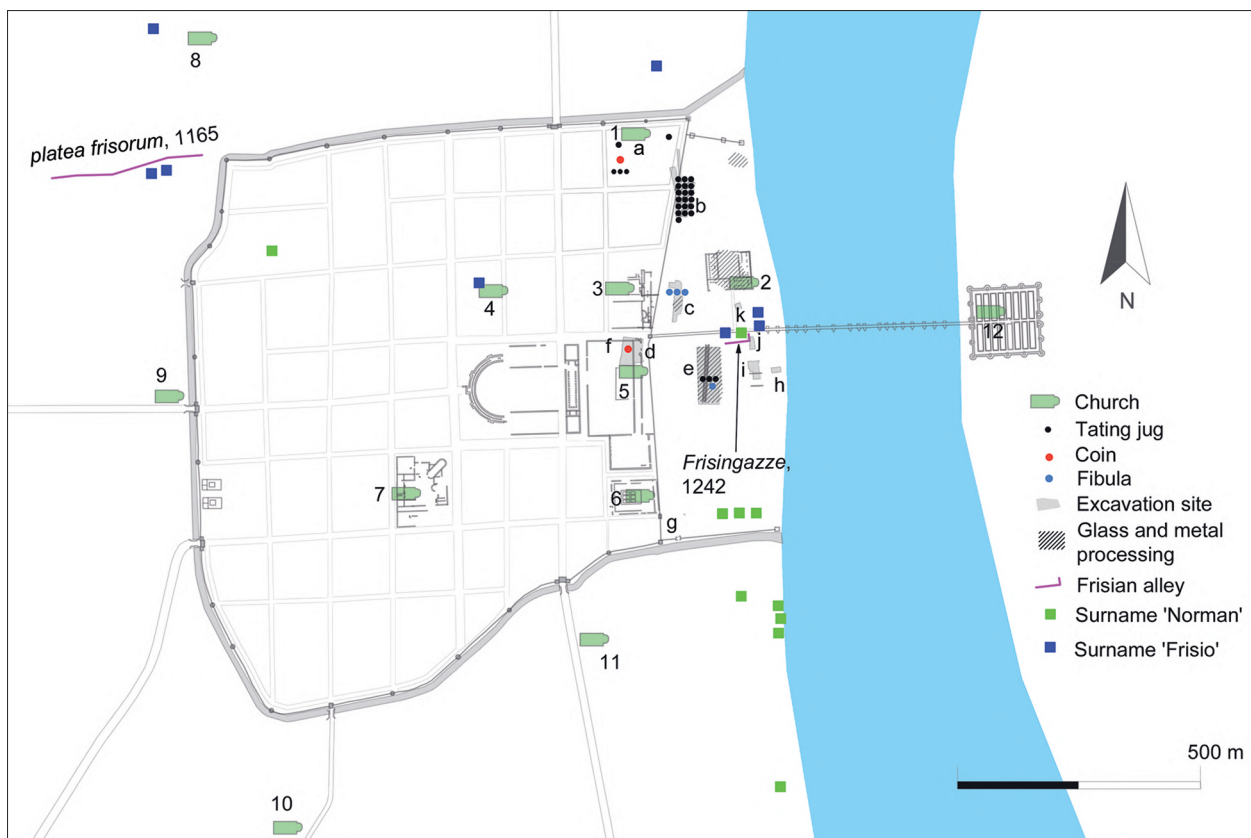 8
platea frisorum, 1165
1
a
b
2
3
4
c
k
12
N
f
d
j
5
e
i
h
9
Frisingazze,
1242
7
6
g
11
10
Church
Tating jug
Coin
Fibula
Excavation site
Glass and metal
processing
Frisian alley
Surname 'Norman'
Surname 'Frisio'
500 m